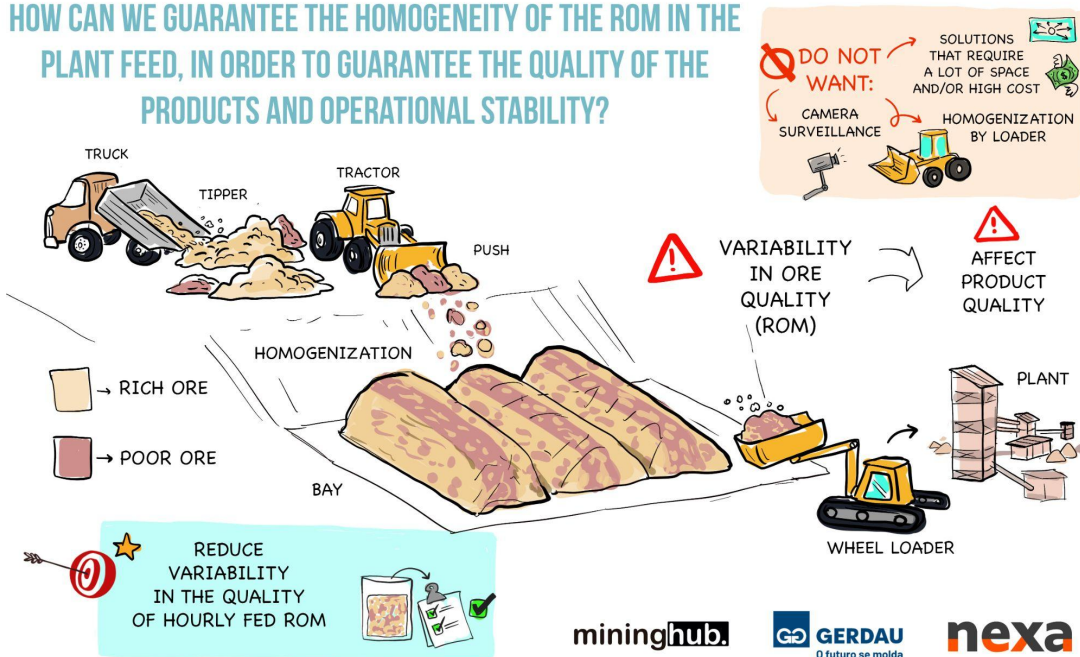 HOW CAN WE GUARANTEE THE HOMOGENEITY OF THE ROM IN THE
PLANT FEED, IN ORDER TO GUARANTEE THE QUALITY OF THE
PRODUCTS AND OPERATIONAL STABILITY?
DO NOT
WANT:
SOLUTIONS
THAT REQUIRE
A LOT OF SPACE
AND/OR HIGH COST
CAMERA
SURVEILLANCE
HOMOGENIZATION
BY LOADER
TRUCK
TIPPER
TRACTOR
PUSH
VARIABILITY
IN ORE
QUALITY
(ROM)
AFFECT
PRODUCT
QUALITY
HOMOGENIZATION
RICH ORE
POOR ORE
BAY
PLANT
WHEEL LOADER
REDUCE
VARIABILITY
IN THE QUALITY
OF HOURLY FED ROM
mininghub.
GG GERDAU
O futuro se molda
nexa